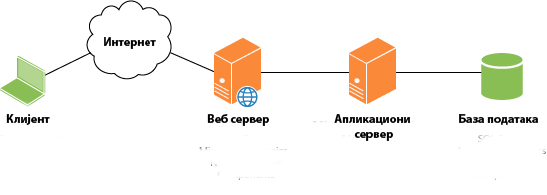 Интернет
Клијент
Веб сервер
Апликациони
сервер
База података